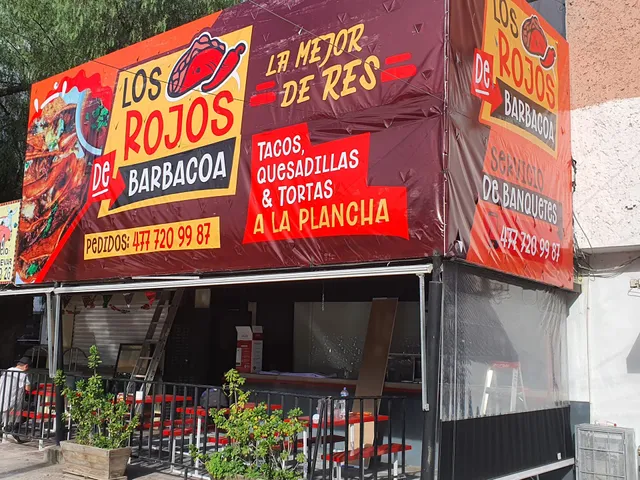 LOS
ROJOS
DE
BARBACOA
PEDIDOS: 477 720 99 87
LA MEJOR
DE RES
TACOS,
QUESADILLAS
& TORTAS
A LA PLANCHA
LOS
ROJOS
DE
BARBACOA
SERVICIO
DE BANQUETES
477 720 99 87